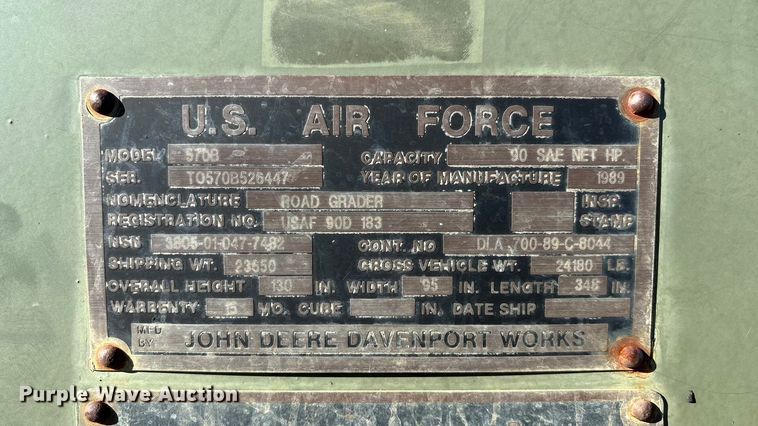 U.S. AIR FORCE
MODEL 570B CAPACITY 90 SAE NET HP.
SER. TO570B526447 YEAR OF MANUFACTURE 1989
NOMENCLATURE ROAD GRADER INSP.
REGISTRATION NO. USAF 90D 183 STAMP
NSN 3805-01-047-7482 CONT. NO DLA 700-89-C-8044
SHIPPING WT. 23550 GROSS VEHICLE WT. 24180 LB.
OVERALL HEIGHT 130 IN. WIDTH 95 IN. LENGTH 348 IN.
WARRENTY 15 MO. CUBE IN. DATE SHIP
MFD BY JOHN DEERE DAVENPORT WORKS
Purple Wave Auction